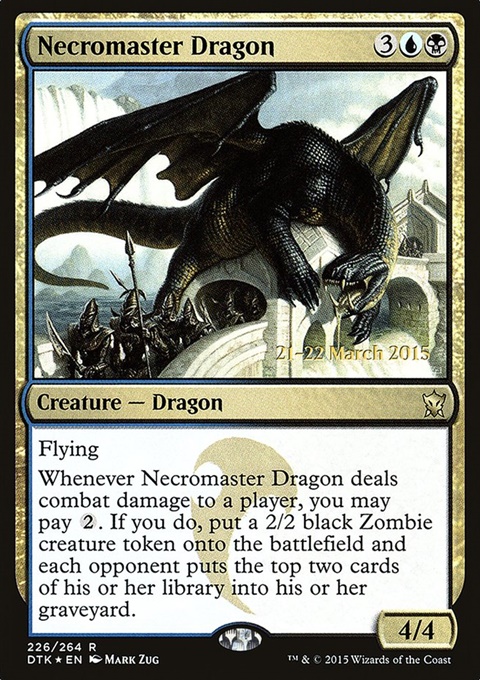 Necromaster Dragon 3
21-22 March 2015
Creature — Dragon
Flying
Whenever Necromaster Dragon deals
combat damage to a player, you may
pay 2. If you do, put a 2/2 black Zombie
creature token onto the battlefield and
each opponent puts the top two cards
of his or her library into his or her
graveyard.
4/4
226/264 R
DTK ★ EN Mark Zug
™ & © 2015 Wizards of the Coast